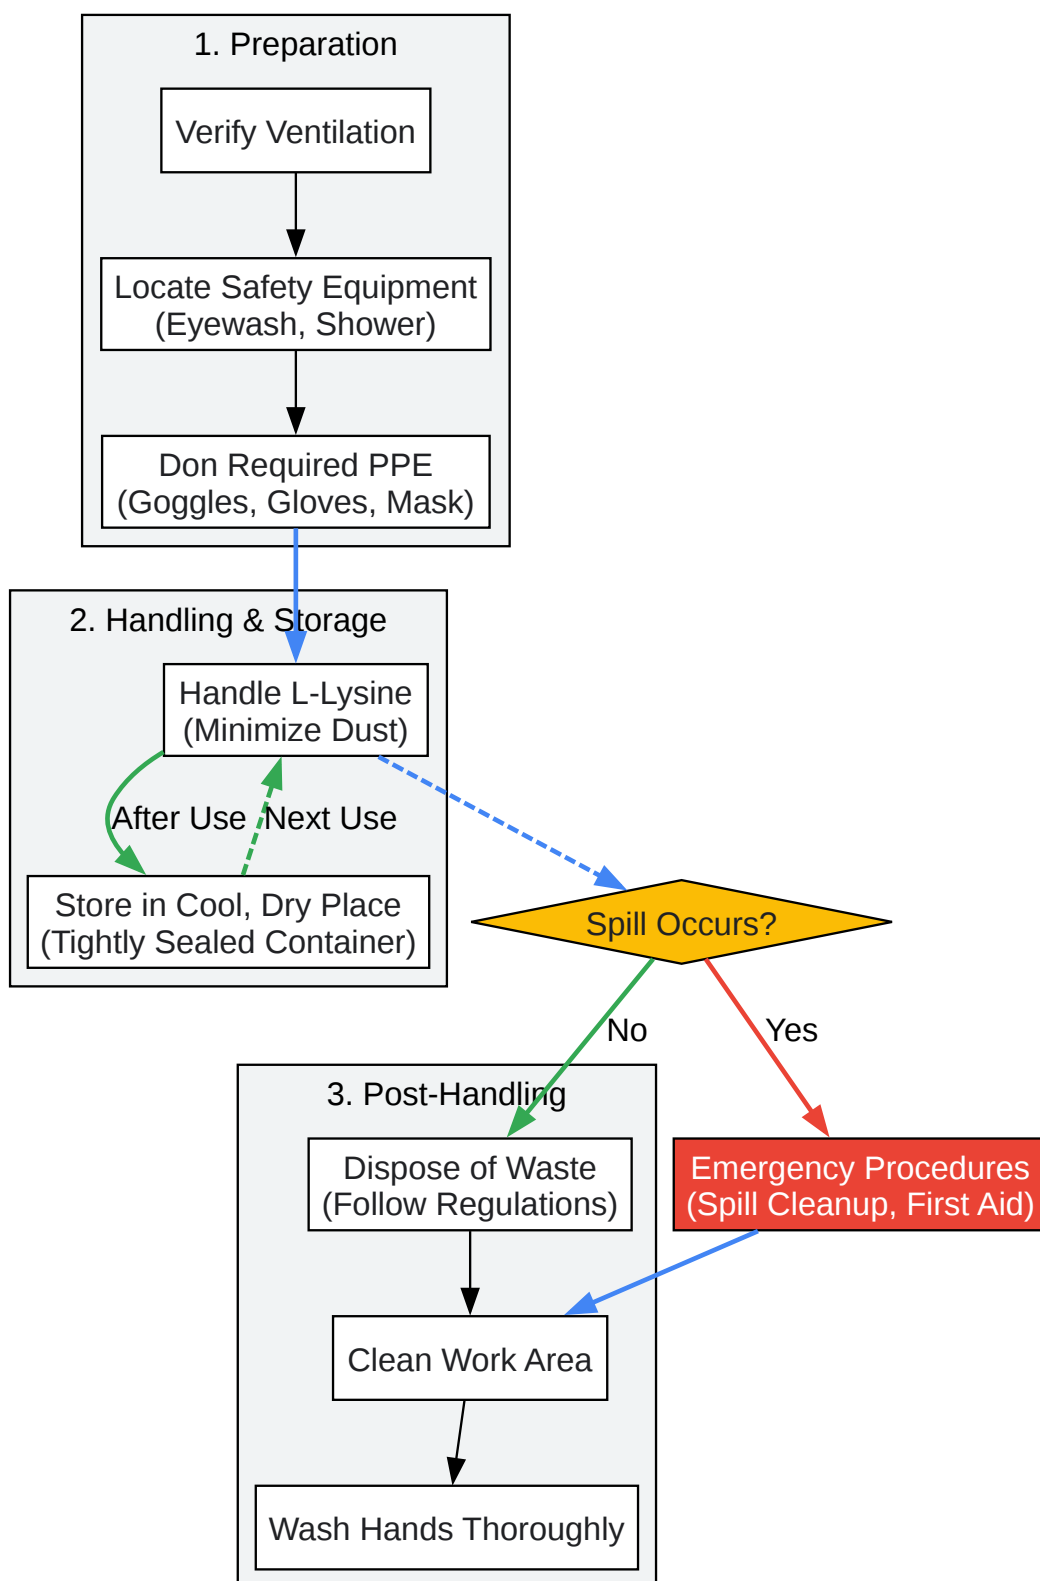 1. Preparation
Verify Ventilation
Locate Safety Equipment
(Eyewash, Shower)
Don Required PPE
(Goggles, Gloves, Mask)
2. Handling & Storage
Handle L-Lysine
(Minimize Dust)
After Use
Next Use
Store in Cool, Dry Place
(Tightly Sealed Container)
Spill Occurs?
No
Yes
3. Post-Handling
Dispose of Waste
(Follow Regulations)
Emergency Procedures
(Spill Cleanup, First Aid)
Clean Work Area
Wash Hands Thoroughly